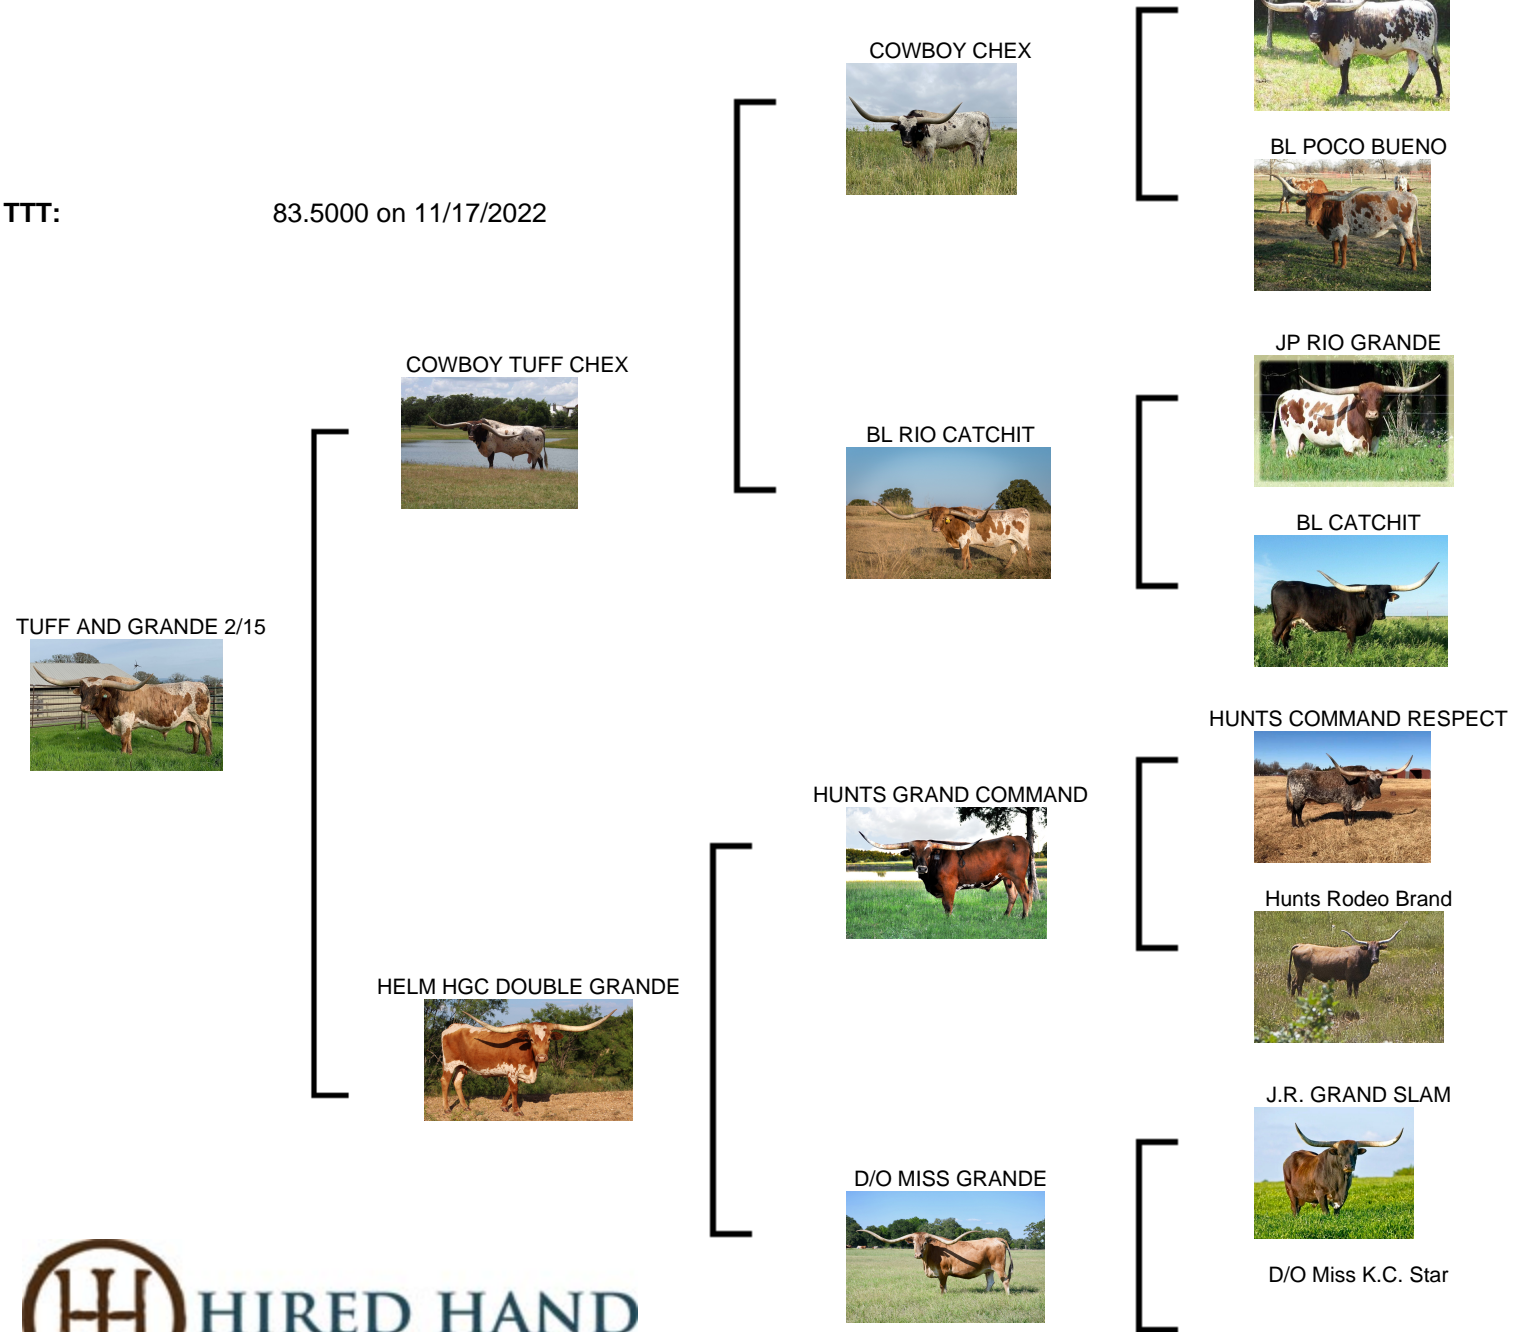 COWBOY CHEX
BL POCO BUENO
TTT: 83.5000 on 11/17/2022
JP RIO GRANDE
COWBOY TUFF CHEX
BL RIO CATCHIT
BL CATCHIT
TUFF AND GRANDE 2/15
HUNTS COMMAND RESPECT
HUNTS GRAND COMMAND
Hunts Rodeo Brand
HELM HGC DOUBLE GRANDE
J.R. GRAND SLAM
D/O MISS GRANDE
D/O Miss K.C. Star
HIRED HAND